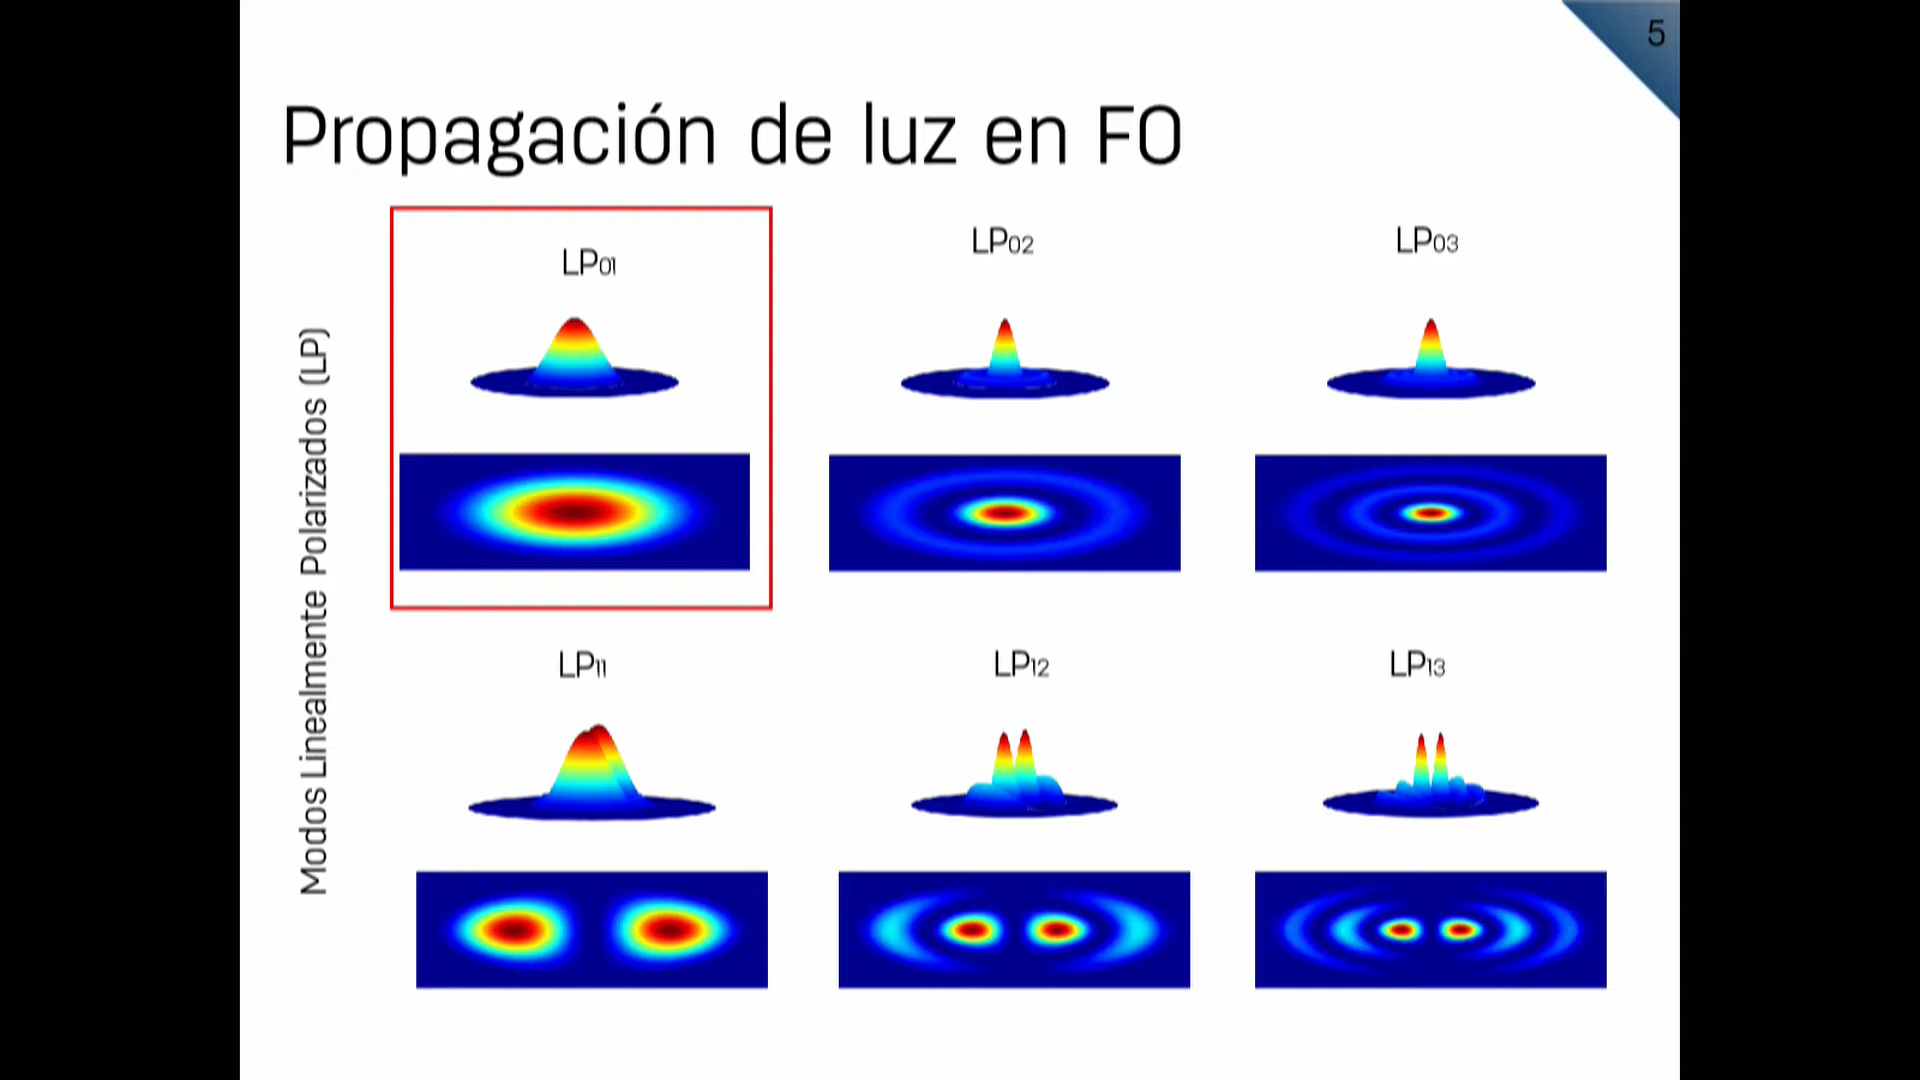 5
Propagación de luz en FO
Modos Linealmente Polarizados (LP)
LP01
LP02
LP03
LP11
LP12
LP13